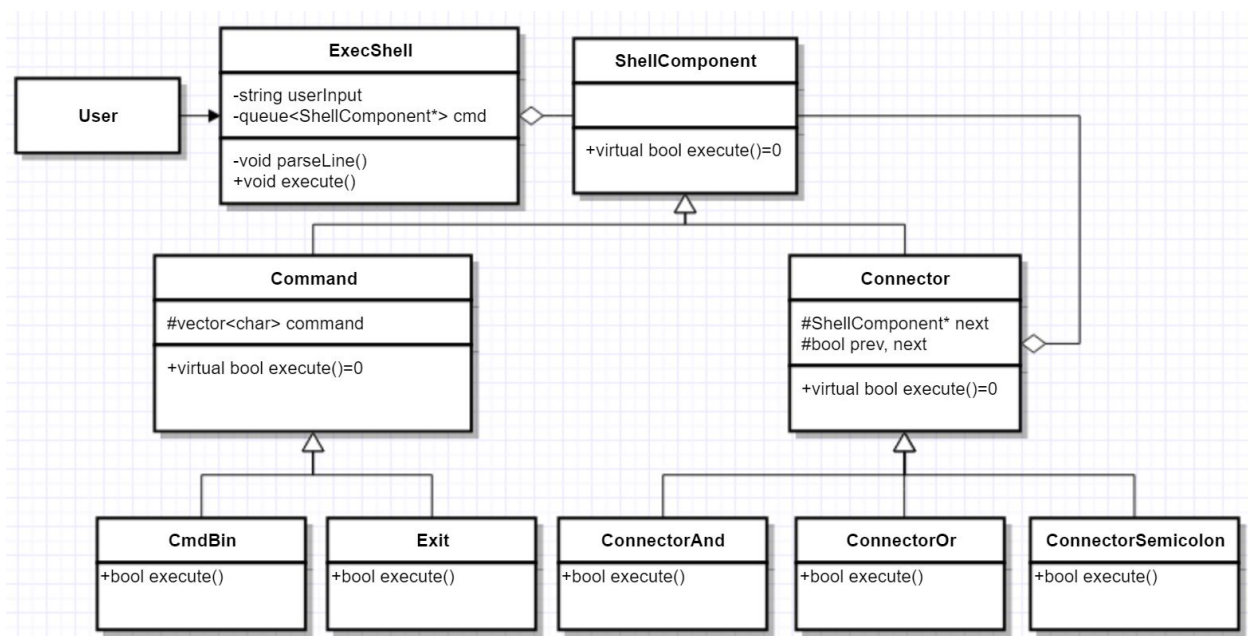 User
ExecShell
-string userInput
-queue<ShellComponent*> cmd
-void parseLine()
+void execute()
ShellComponent
+virtual bool execute()=0
Command
#vector<char> command
+virtual bool execute()=0
Connector
#ShellComponent* next
#bool prev, next
+virtual bool execute()=0
CmdBin
+bool execute()
Exit
+bool execute()
ConnectorAnd
+bool execute()
ConnectorOr
+bool execute()
ConnectorSemicolon
+bool execute()